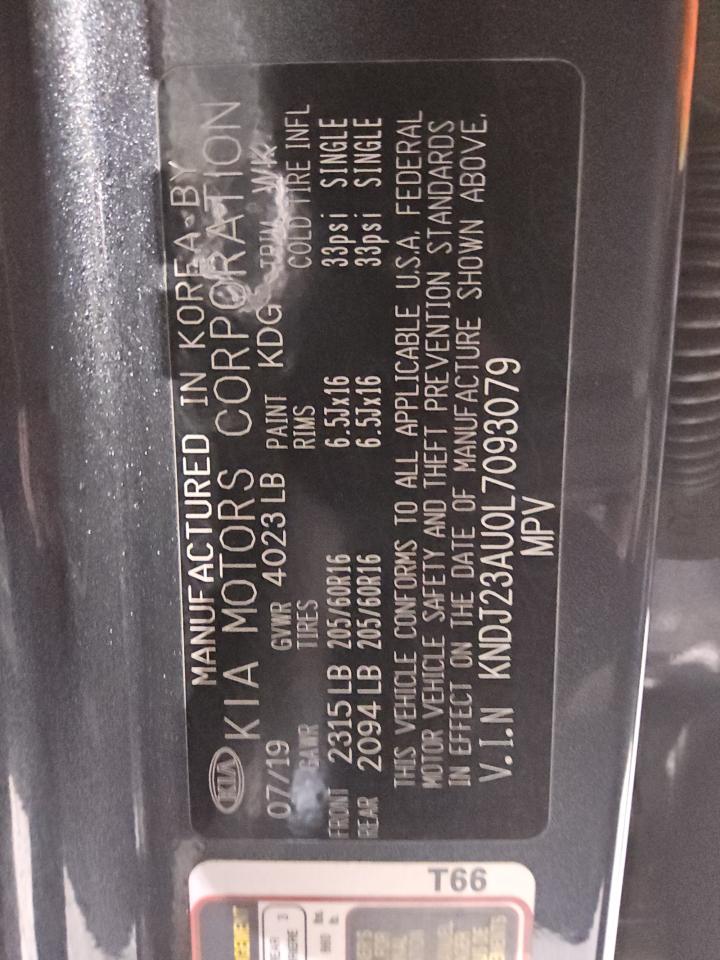 KIA MANUFACTURED IN KOREA BY
KIA MOTORS CORPORATION
07/19 GVWR 4023 LB PAINT KDG TRIM WK
GAWR TIRES RIMS COLD TIRE INFL
FRONT 2315 LB 205/60R16 6.5Jx16 33psi SINGLE
REAR 2094 LB 205/60R16 6.5Jx16 33psi SINGLE
THIS VEHICLE CONFORMS TO ALL APPLICABLE U.S.A. FEDERAL
MOTOR VEHICLE SAFETY AND THEFT PREVENTION STANDARDS
IN EFFECT ON THE DATE OF MANUFACTURE SHOWN ABOVE.
V.I.N KNDJ23AU0L7093079
MPV
T66